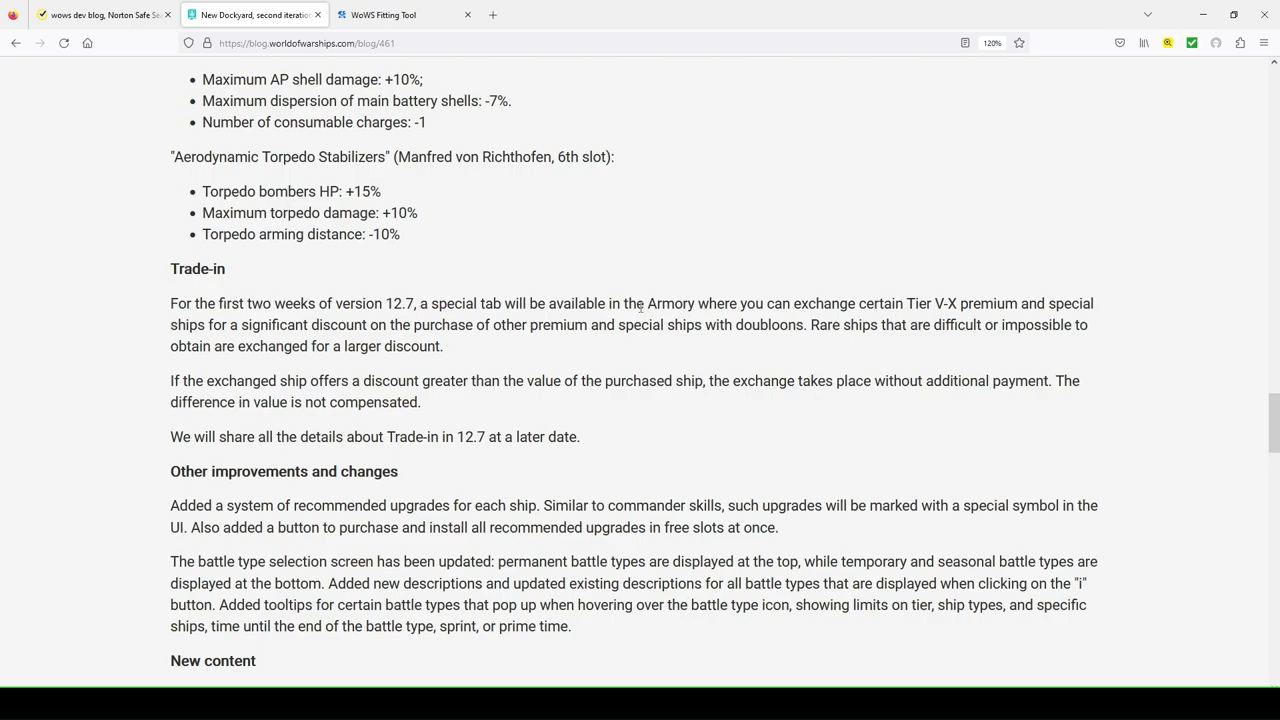 wows dev blog, Norton Safe Se
New Dockyard, second iteration
WoWS Fitting Tool
https://blog.worldofwarships.com/blog/461
120%
• Maximum AP shell damage: +10%;
• Maximum dispersion of main battery shells: -7%.
• Number of consumable charges: -1
"Aerodynamic Torpedo Stabilizers" (Manfred von Richthofen, 6th slot):
• Torpedo bombers HP: +15%
• Maximum torpedo damage: +10%
• Torpedo arming distance: -10%
Trade-in
For the first two weeks of version 12.7, a special tab will be available in the Armory where you can exchange certain Tier V-X premium and special
ships for a significant discount on the purchase of other premium and special ships with doubloons. Rare ships that are difficult or impossible to
obtain are exchanged for a larger discount.
If the exchanged ship offers a discount greater than the value of the purchased ship, the exchange takes place without additional payment. The
difference in value is not compensated.
We will share all the details about Trade-in in 12.7 at a later date.
Other improvements and changes
Added a system of recommended upgrades for each ship. Similar to commander skills, such upgrades will be marked with a special symbol in the
UI. Also added a button to purchase and install all recommended upgrades in free slots at once.
The battle type selection screen has been updated: permanent battle types are displayed at the top, while temporary and seasonal battle types are
displayed at the bottom. Added new descriptions and updated existing descriptions for all battle types that are displayed when clicking on the "i"
button. Added tooltips for certain battle types that pop up when hovering over the battle type icon, showing limits on tier, ship types, and specific
ships, time until the end of the battle type, sprint, or prime time.
New content